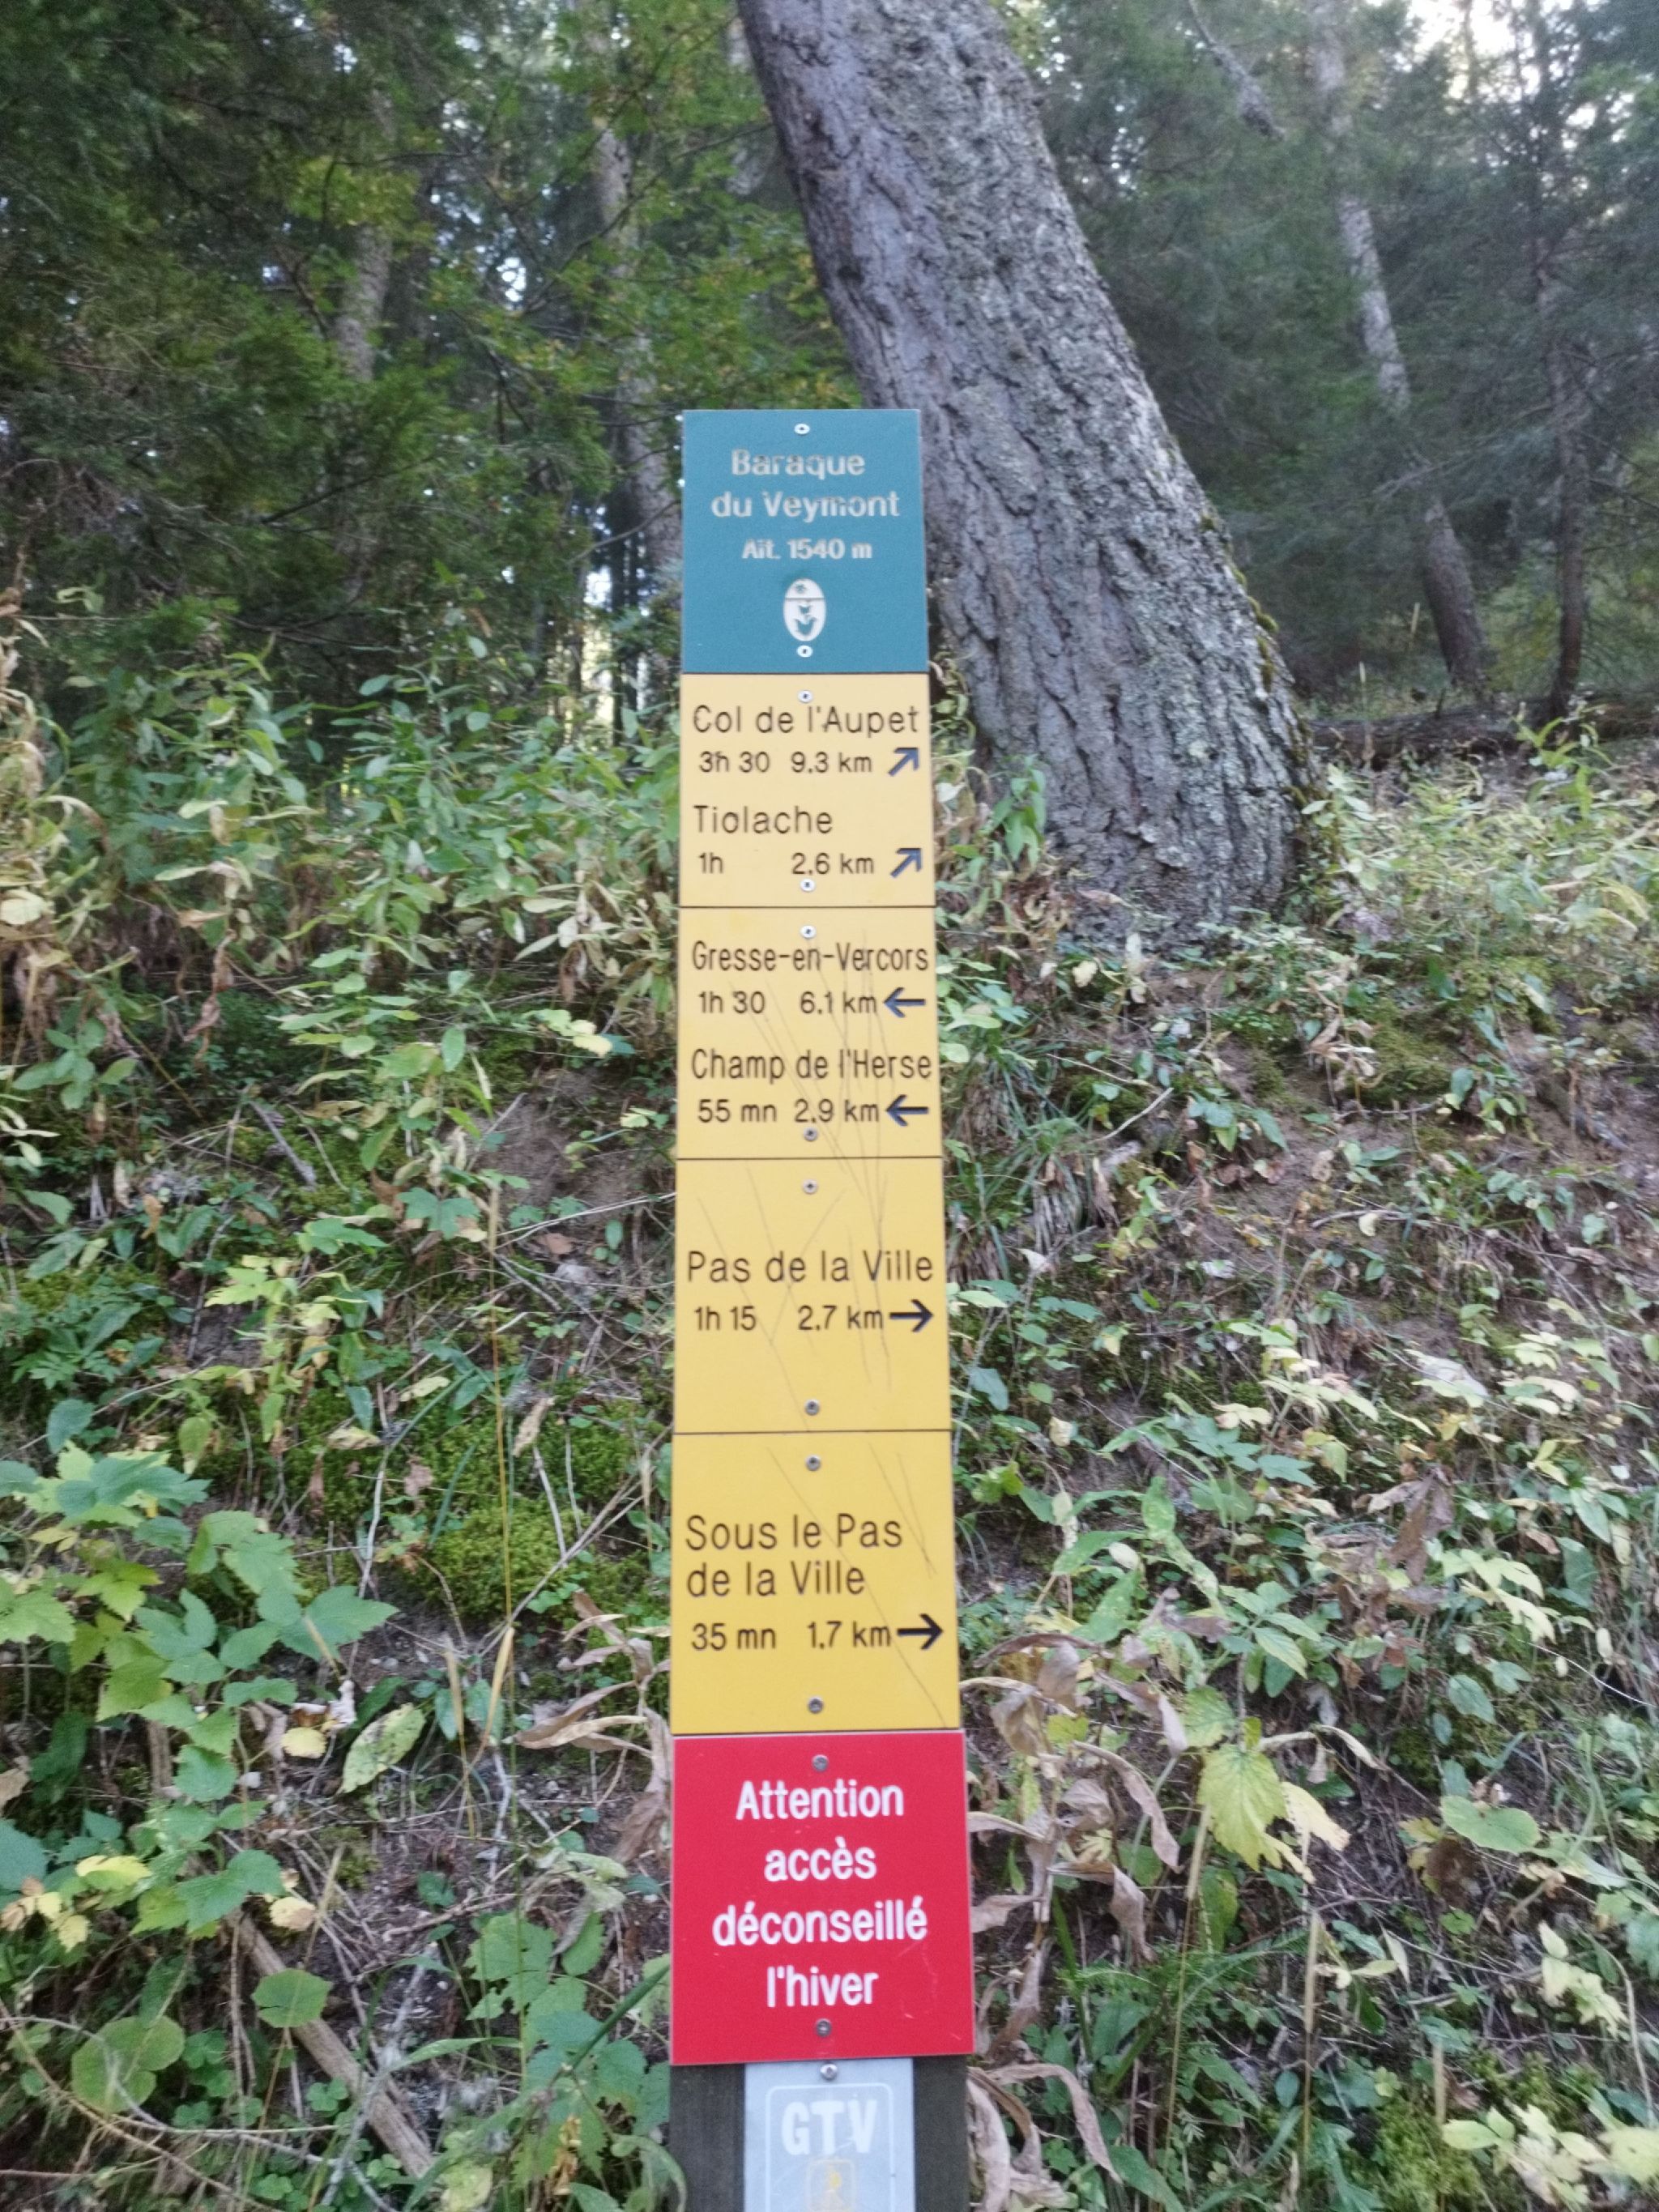 Baraque
du Veymont
Alt. 1540 m
Col de l'Aupet
3h 30 9.3 km ↗
Tiolache
1h 2.6 km ↗
Gresse-en-Vercors
1h 30 6.1 km ←
Champ de l'Herse
55 mn 2.9 km ←
Pas de la Ville
1h 15 2.7 km →
Sous le Pas
de la Ville
35 mn 1.7 km →
Attention
accès
déconseillé
l'hiver
GTV